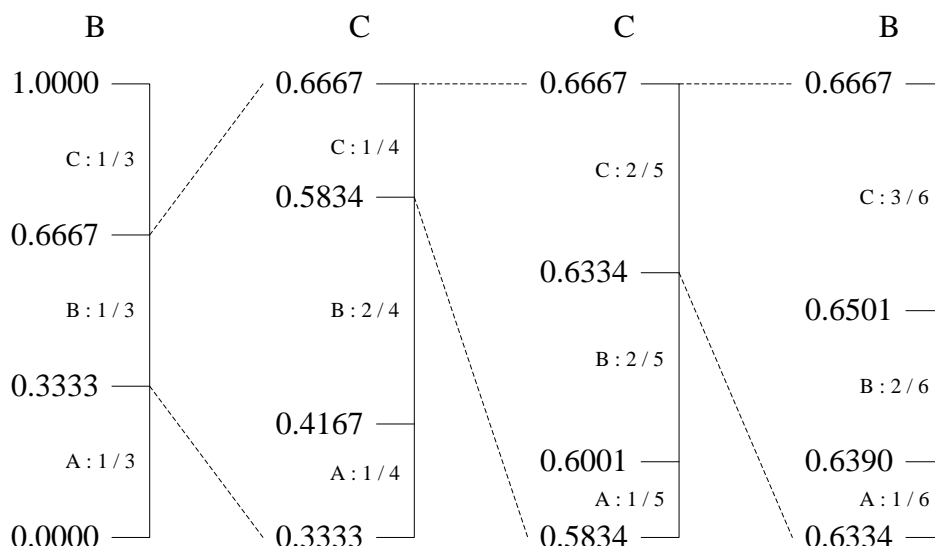 B C C B
1.0000 0.6667 0.6667 0.6667
C : 1 / 3 C : 1 / 4 C : 2 / 5 C : 3 / 6
0.6667 0.5834 0.6334 0.6501
B : 1 / 3 B : 2 / 4 B : 2 / 5 B : 2 / 6
0.3333 0.4167 0.6001 0.6390
A : 1 / 3 A : 1 / 4 A : 1 / 5 A : 1 / 6
0.0000 0.3333 0.5834 0.6334